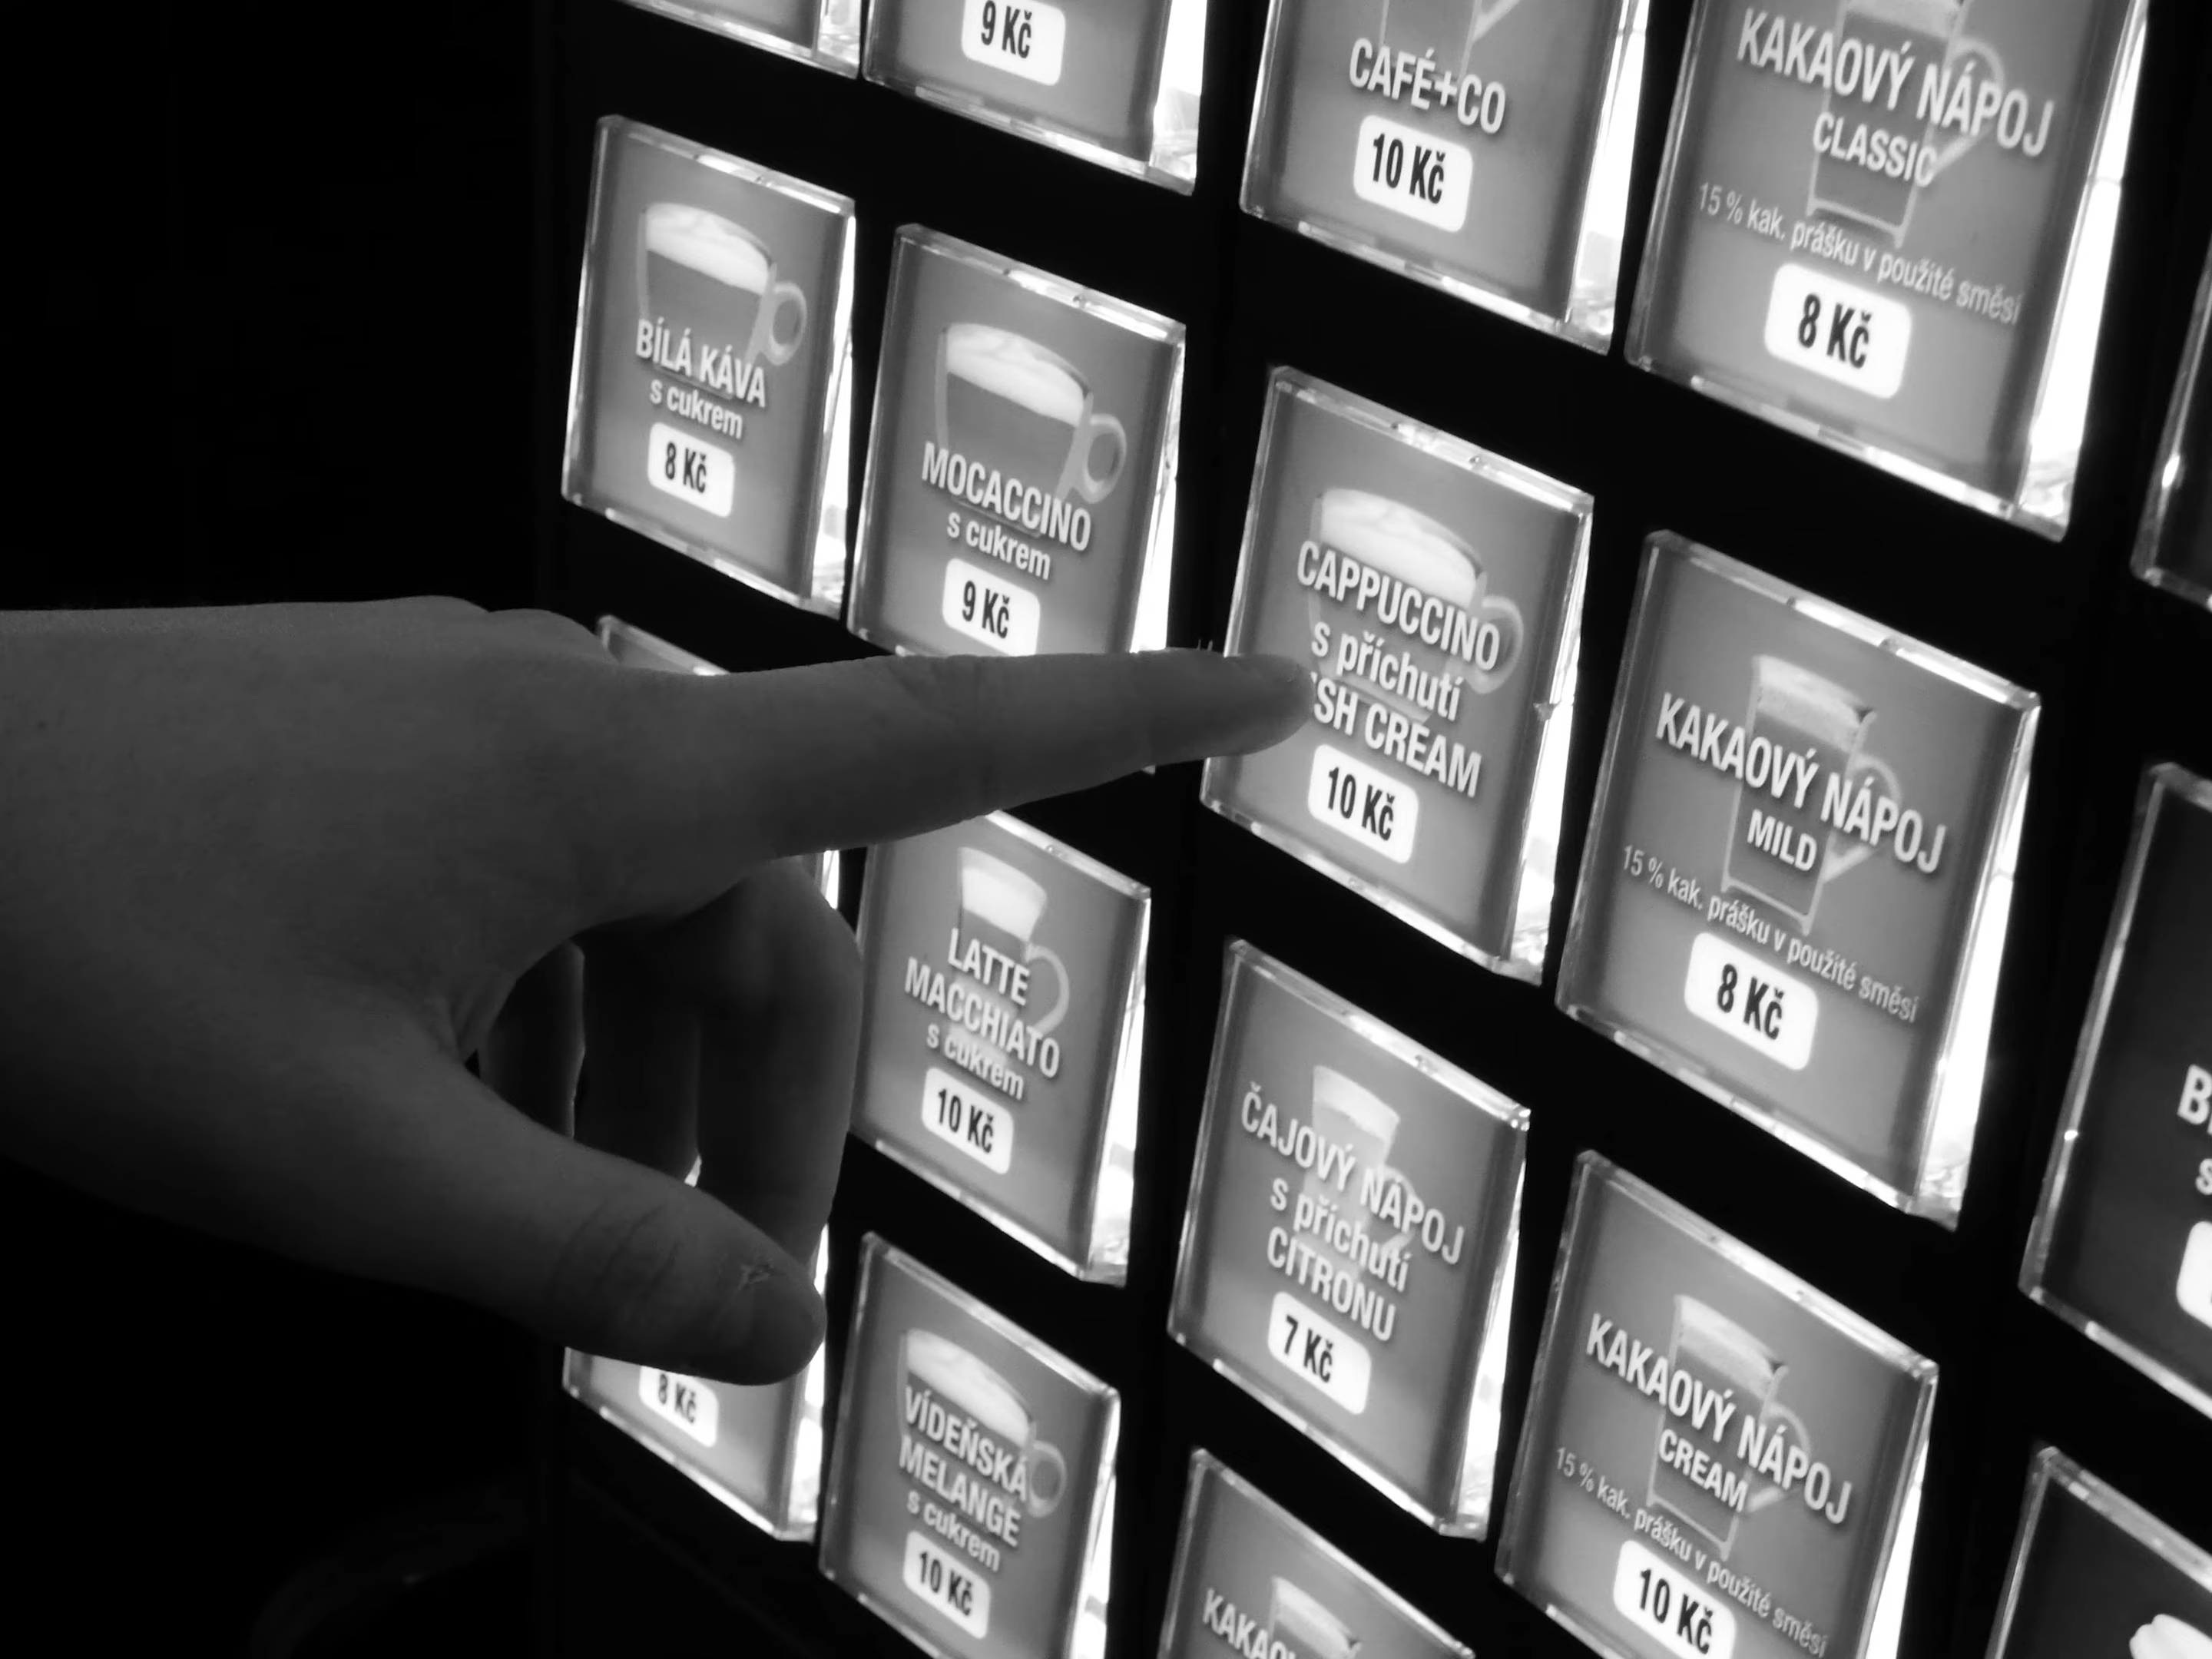 9 Kč
CAFÉ+CO
10 Kč
KAKAOVÝ NÁPOJ
CLASSIC
15 % kak. prášku v použité směsi
8 Kč
BÍLÁ KÁVA
s cukrem
8 Kč
MOCACCINO
s cukrem
9 Kč
CAPPUCCINO
s příchutí
ISH CREAM
10 Kč
KAKAOVÝ NÁPOJ
MILD
15 % kak. prášku v použité směsi
8 Kč
LATTE
MACCHIATO
s cukrem
10 Kč
ČAJOVÝ NÁPOJ
s příchutí
CITRONU
7 Kč
KAKAOVÝ NÁPOJ
CREAM
15 % kak. prášku v použité směsi
10 Kč
8 Kč
VÍDEŇSKÁ
MELANGE
s cukrem
10 Kč